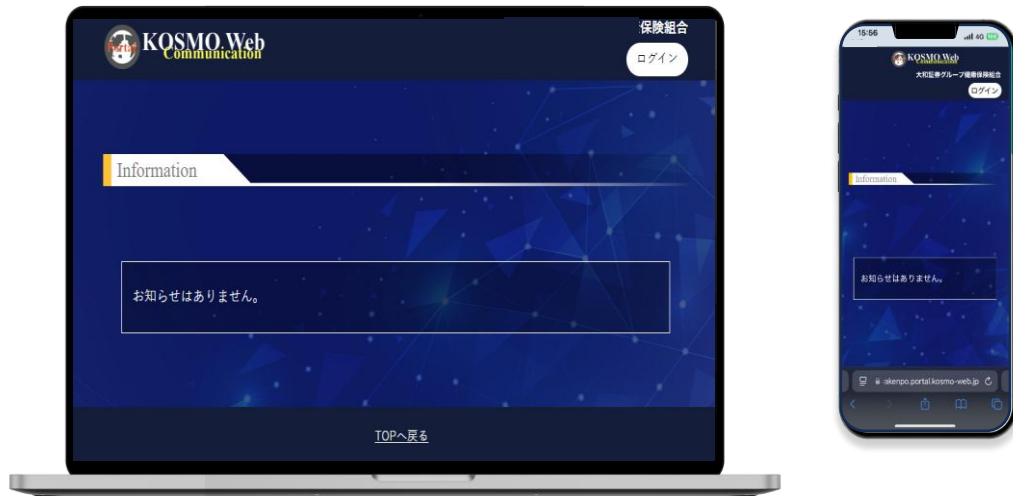 Portal
KOSMO Web
Communication
保険組合
ログイン
Information
お知らせはありません。
TOPへ戻る
15:56
4G
KOSMO Web
Communication
大和証券グループ健康保険組合
ログイン
Information
お知らせはありません。
akenpo.portal.kosmo-web.jp